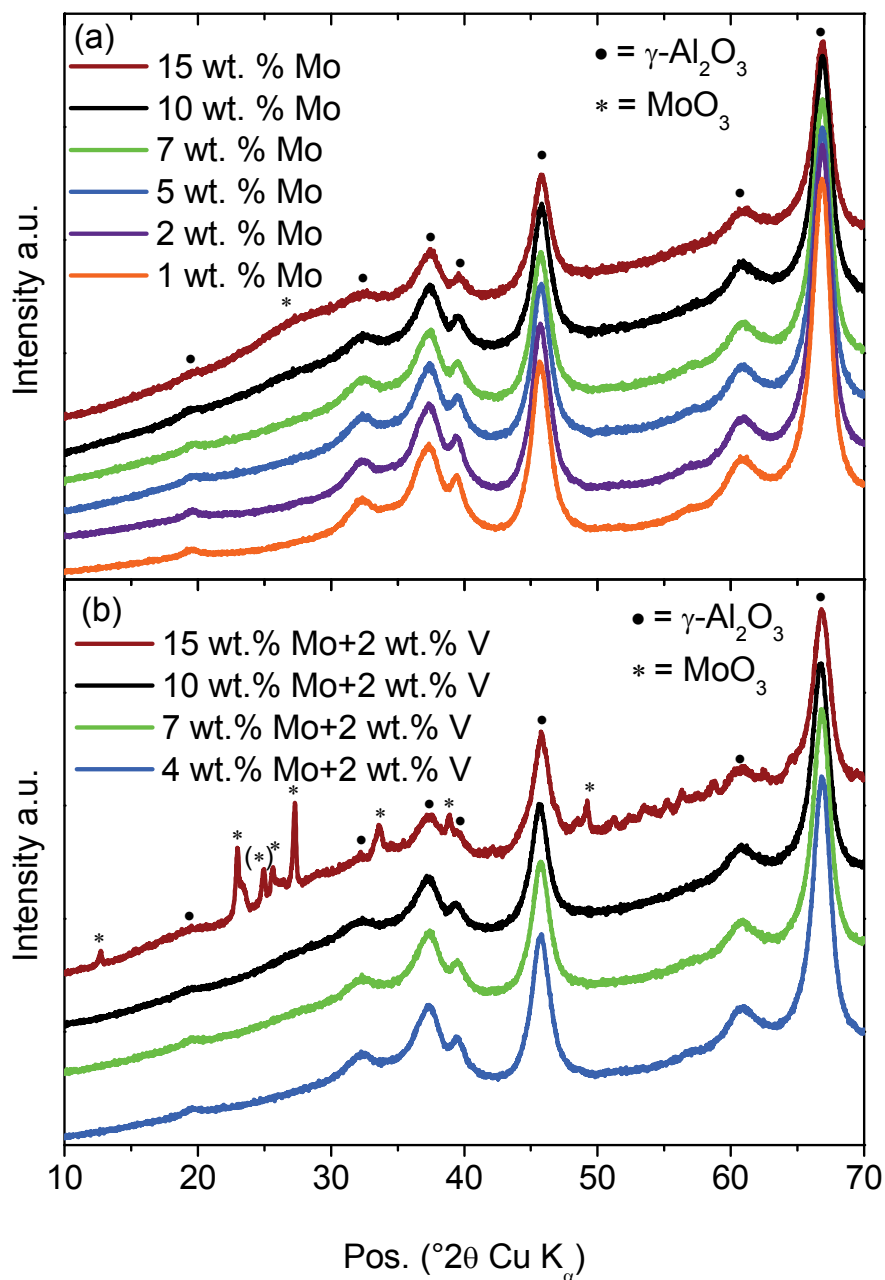 (a)
15 wt. % Mo
10 wt. % Mo
7 wt. % Mo
5 wt. % Mo
2 wt. % Mo
1 wt. % Mo
• = γ-Al₂O₃
* = MoO₃
Intensity a.u.
(b)
15 wt.% Mo+2 wt.% V
10 wt.% Mo+2 wt.% V
7 wt.% Mo+2 wt.% V
4 wt.% Mo+2 wt.% V
• = γ-Al₂O₃
* = MoO₃
(*)
Intensity a.u.
10 20 30 40 50 60 70
Pos. (°2θ Cu Kα)